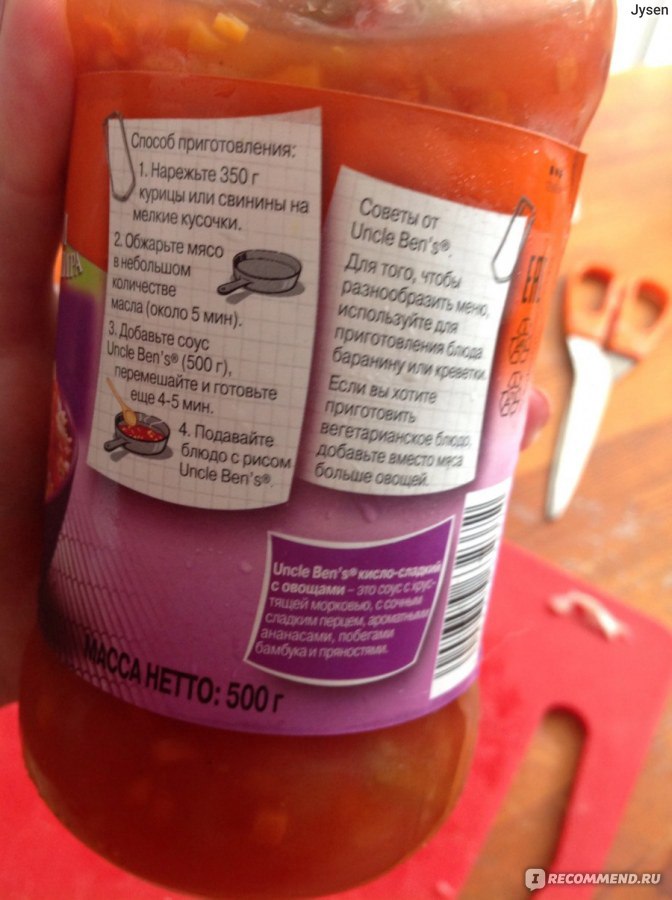 Jysen
Способ приготовления:
1. Нарежьте 350 г
курицы или свинины на
мелкие кусочки.
2. Обжарьте мясо
в небольшом
количестве
масла (около 5 мин).
3. Добавьте соус
Uncle Ben's® (500 г),
перемешайте и готовьте
еще 4-5 мин.
4. Подавайте
блюдо с рисом
Uncle Ben's®.
Советы от
Uncle Ben's®.
Для того, чтобы
разнообразить меню,
используйте для
приготовления блюда
баранину или креветки.
Если вы хотите
приготовить
вегетарианское блюдо,
добавьте вместо мяса
больше овощей.
Uncle Ben's® кисло-сладкий
с овощами – это соус с хрус-
тящей морковью, с сочным
сладким перцем, ароматными
ананасами, побегами
бамбука и пряностями.
МАССА НЕТТО: 500 г
IRECOMMEND.RU